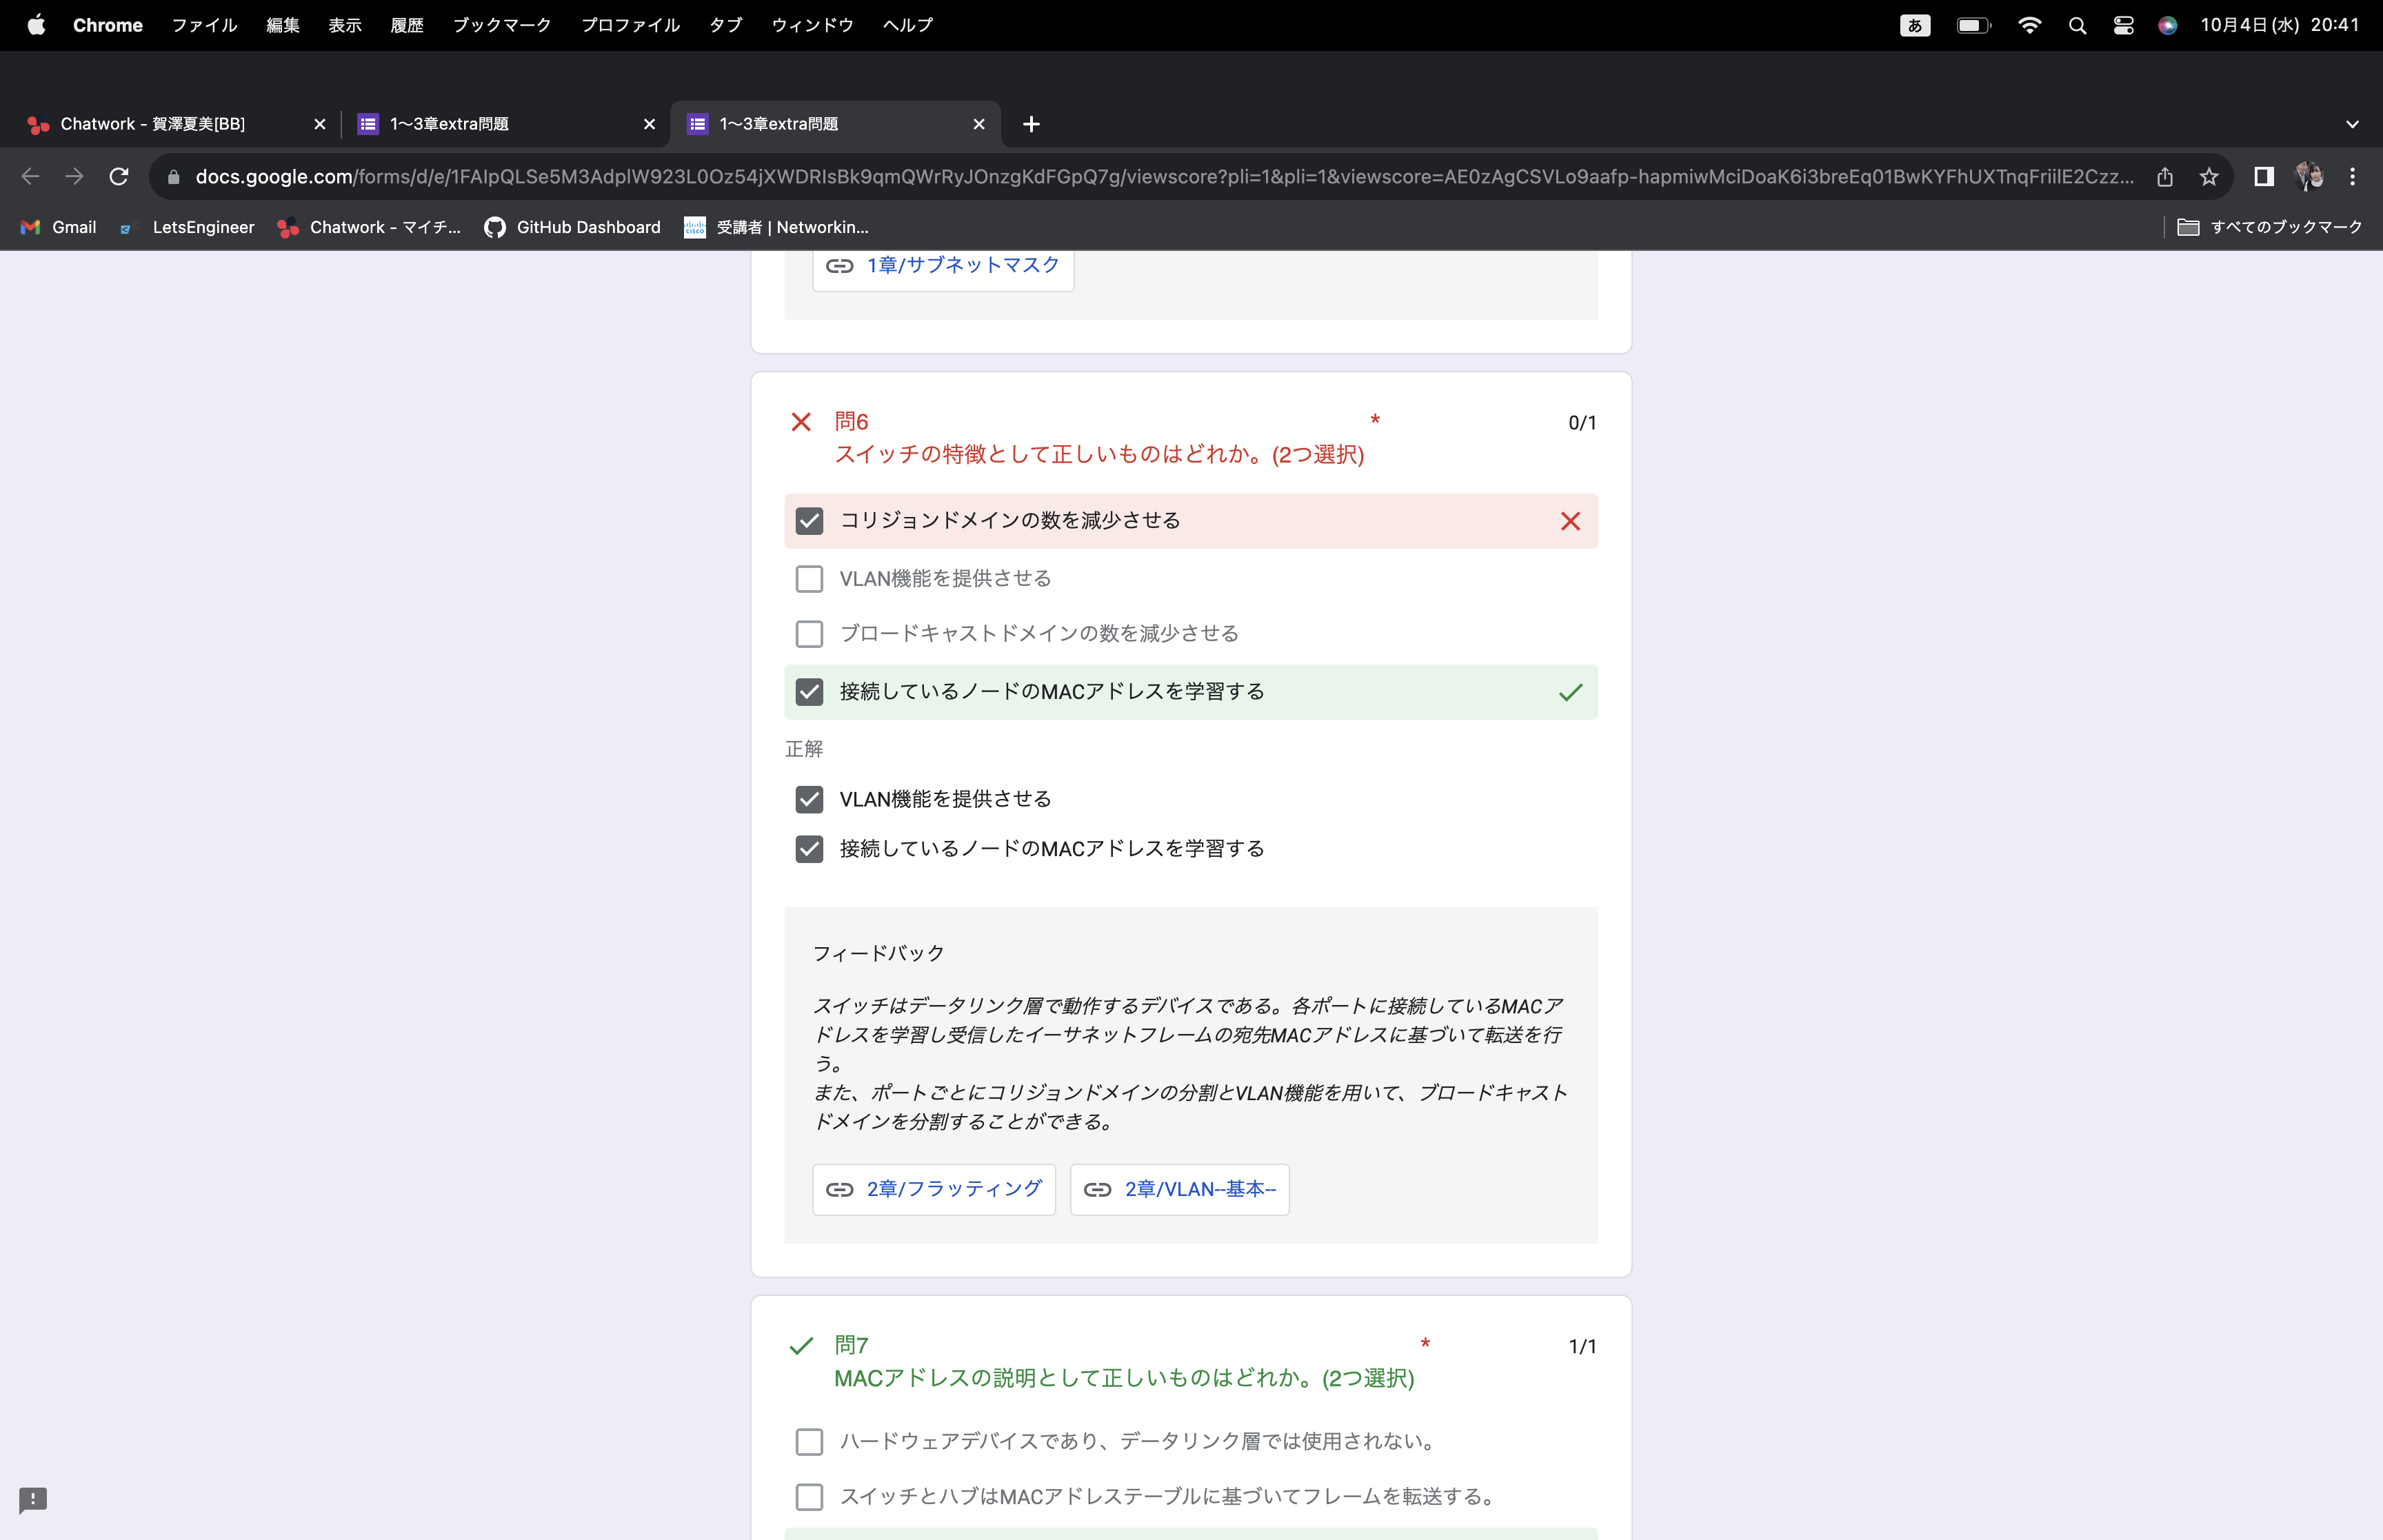 Chrome ファイル 編集 表示 履歴 ブックマーク プロファイル タブ ウィンドウ ヘルプ あ 10月4日(水) 20:41
Chatwork - 賀澤夏美[BB] 1〜3章extra問題 1〜3章extra問題
docs.google.com/forms/d/e/1FAIpQLSe5M3AdplW923L0Oz54jXWDRIsBk9qmQWrRyJOnzgKdFGpQ7g/viewscore?pli=1&pli=1&viewscore=AE0zAgCSVLo9aafp-hapmiwMciDoaK6i3breEq01BwKYFhUXTnqFriilE2Czz...
Gmail LetsEngineer Chatwork - マイチ... GitHub Dashboard 受講者 | Networkin... すべてのブックマーク
1章/サブネットマスク
問6 * 0/1
スイッチの特徴として正しいものはどれか。(2つ選択)
コリジョンドメインの数を減少させる
VLAN機能を提供させる
ブロードキャストドメインの数を減少させる
接続しているノードのMACアドレスを学習する
正解
VLAN機能を提供させる
接続しているノードのMACアドレスを学習する
フィードバック
スイッチはデータリンク層で動作するデバイスである。各ポートに接続しているMACア
ドレスを学習し受信したイーサネットフレームの宛先MACアドレスに基づいて転送を行
う。
また、ポートごとにコリジョンドメインの分割とVLAN機能を用いて、ブロードキャスト
ドメインを分割することができる。
2章/フラッティング 2章/VLAN--基本--
問7 * 1/1
MACアドレスの説明として正しいものはどれか。(2つ選択)
ハードウェアデバイスであり、データリンク層では使用されない。
スイッチとハブはMACアドレステーブルに基づいてフレームを転送する。